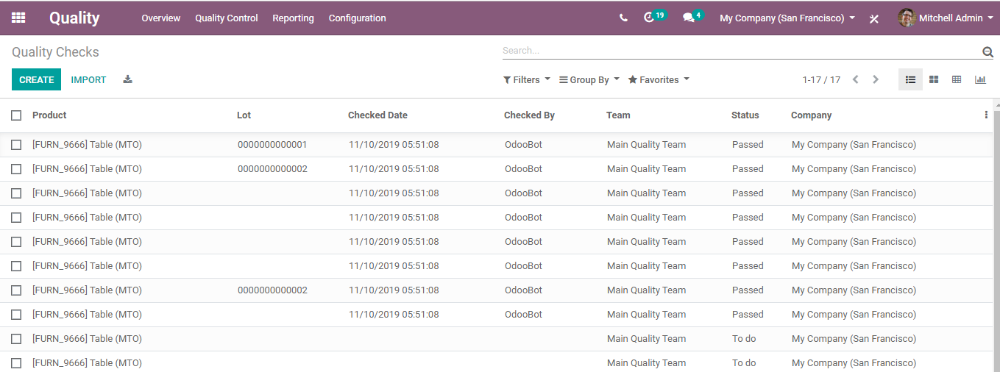 Quality Overview Quality Control Reporting Configuration 19 4 My Company (San Francisco) Mitchell Admin
Quality Checks Search...
CREATE IMPORT Filters Group By Favorites 1-17 / 17
Product Lot Checked Date Checked By Team Status Company
[FURN_9666] Table (MTO) 0000000000001 11/10/2019 05:51:08 OdooBot Main Quality Team Passed My Company (San Francisco)
[FURN_9666] Table (MTO) 0000000000002 11/10/2019 05:51:08 OdooBot Main Quality Team Passed My Company (San Francisco)
[FURN_9666] Table (MTO) 11/10/2019 05:51:08 OdooBot Main Quality Team Passed My Company (San Francisco)
[FURN_9666] Table (MTO) 11/10/2019 05:51:08 OdooBot Main Quality Team Passed My Company (San Francisco)
[FURN_9666] Table (MTO) 11/10/2019 05:51:08 OdooBot Main Quality Team Passed My Company (San Francisco)
[FURN_9666] Table (MTO) 11/10/2019 05:51:08 OdooBot Main Quality Team Passed My Company (San Francisco)
[FURN_9666] Table (MTO) 0000000000002 11/10/2019 05:51:08 OdooBot Main Quality Team Passed My Company (San Francisco)
[FURN_9666] Table (MTO) 11/10/2019 05:51:08 OdooBot Main Quality Team Passed My Company (San Francisco)
[FURN_9666] Table (MTO) Main Quality Team To do My Company (San Francisco)
[FURN_9666] Table (MTO) Main Quality Team To do My Company (San Francisco)